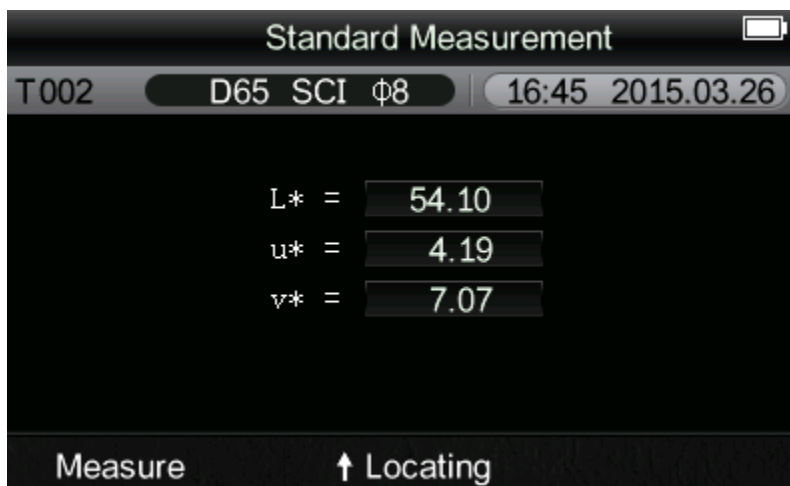 Standard Measurement
T002 D65 SCI Φ8 16:45 2015.03.26
L* = 54.10
u* = 4.19
v* = 7.07
Measure ↑ Locating